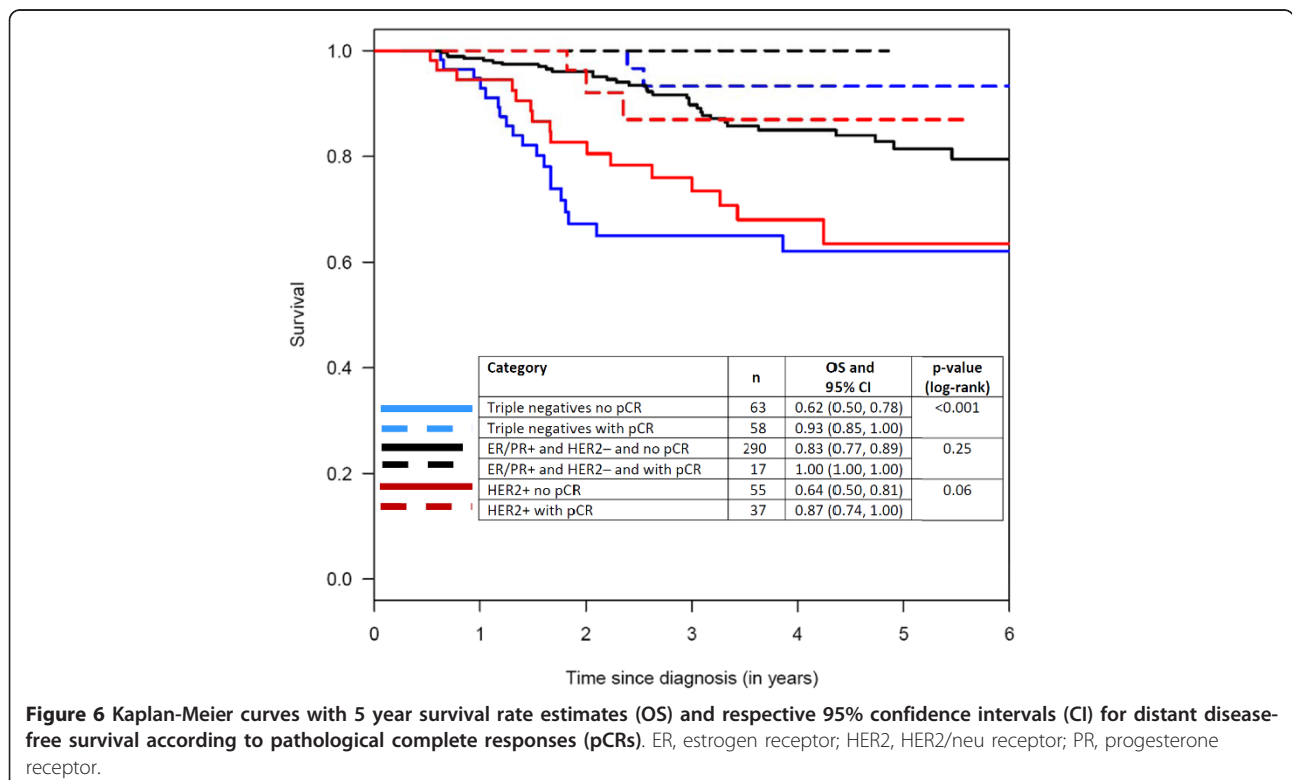 1.0
0.8
0.6
0.4
0.2
0.0
Survival
Category n OS and 95% CI p-value (log-rank)
Triple negatives no pCR 63 0.62 (0.50, 0.78) <0.001
Triple negatives with pCR 58 0.93 (0.85, 1.00)
ER/PR+ and HER2– and no pCR 290 0.83 (0.77, 0.89) 0.25
ER/PR+ and HER2– and with pCR 17 1.00 (1.00, 1.00)
HER2+ no pCR 55 0.64 (0.50, 0.81) 0.06
HER2+ with pCR 37 0.87 (0.74, 1.00)
0 1 2 3 4 5 6
Time since diagnosis (in years)
Figure 6 Kaplan-Meier curves with 5 year survival rate estimates (OS) and respective 95% confidence intervals (CI) for distant disease-
free survival according to pathological complete responses (pCRs). ER, estrogen receptor; HER2, HER2/neu receptor; PR, progesterone
receptor.